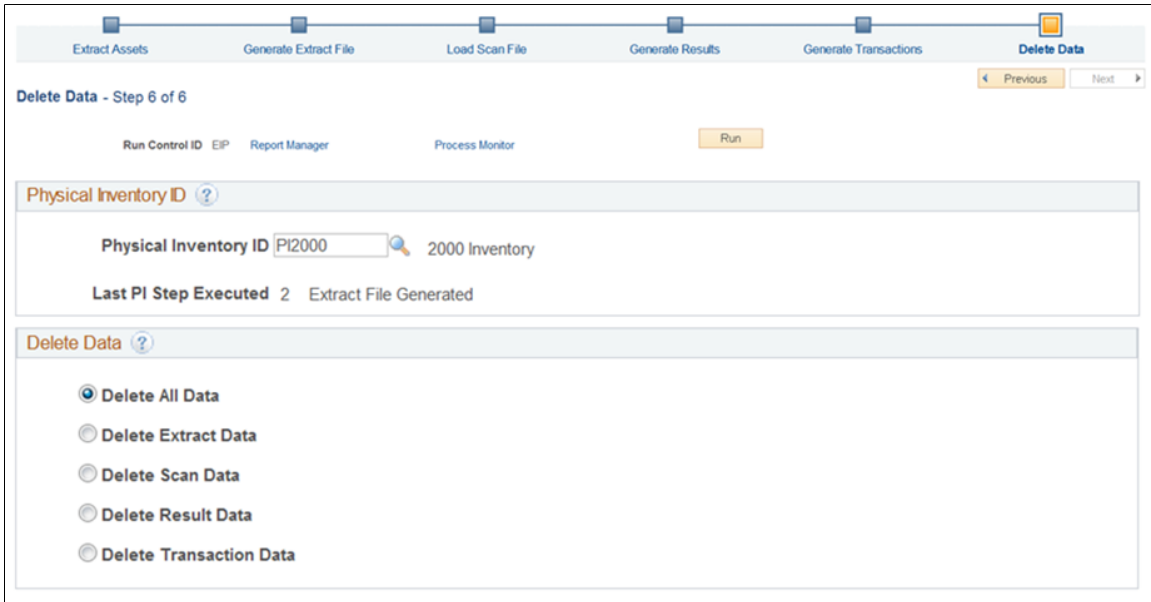 Extract Assets Generate Extract File Load Scan File Generate Results Generate Transactions Delete Data
Previous Next
Delete Data - Step 6 of 6
Run Control ID EIP Report Manager Process Monitor Run
Physical Inventory ID ?
Physical Inventory ID PI2000 2000 Inventory
Last PI Step Executed 2 Extract File Generated
Delete Data ?
Delete All Data
Delete Extract Data
Delete Scan Data
Delete Result Data
Delete Transaction Data